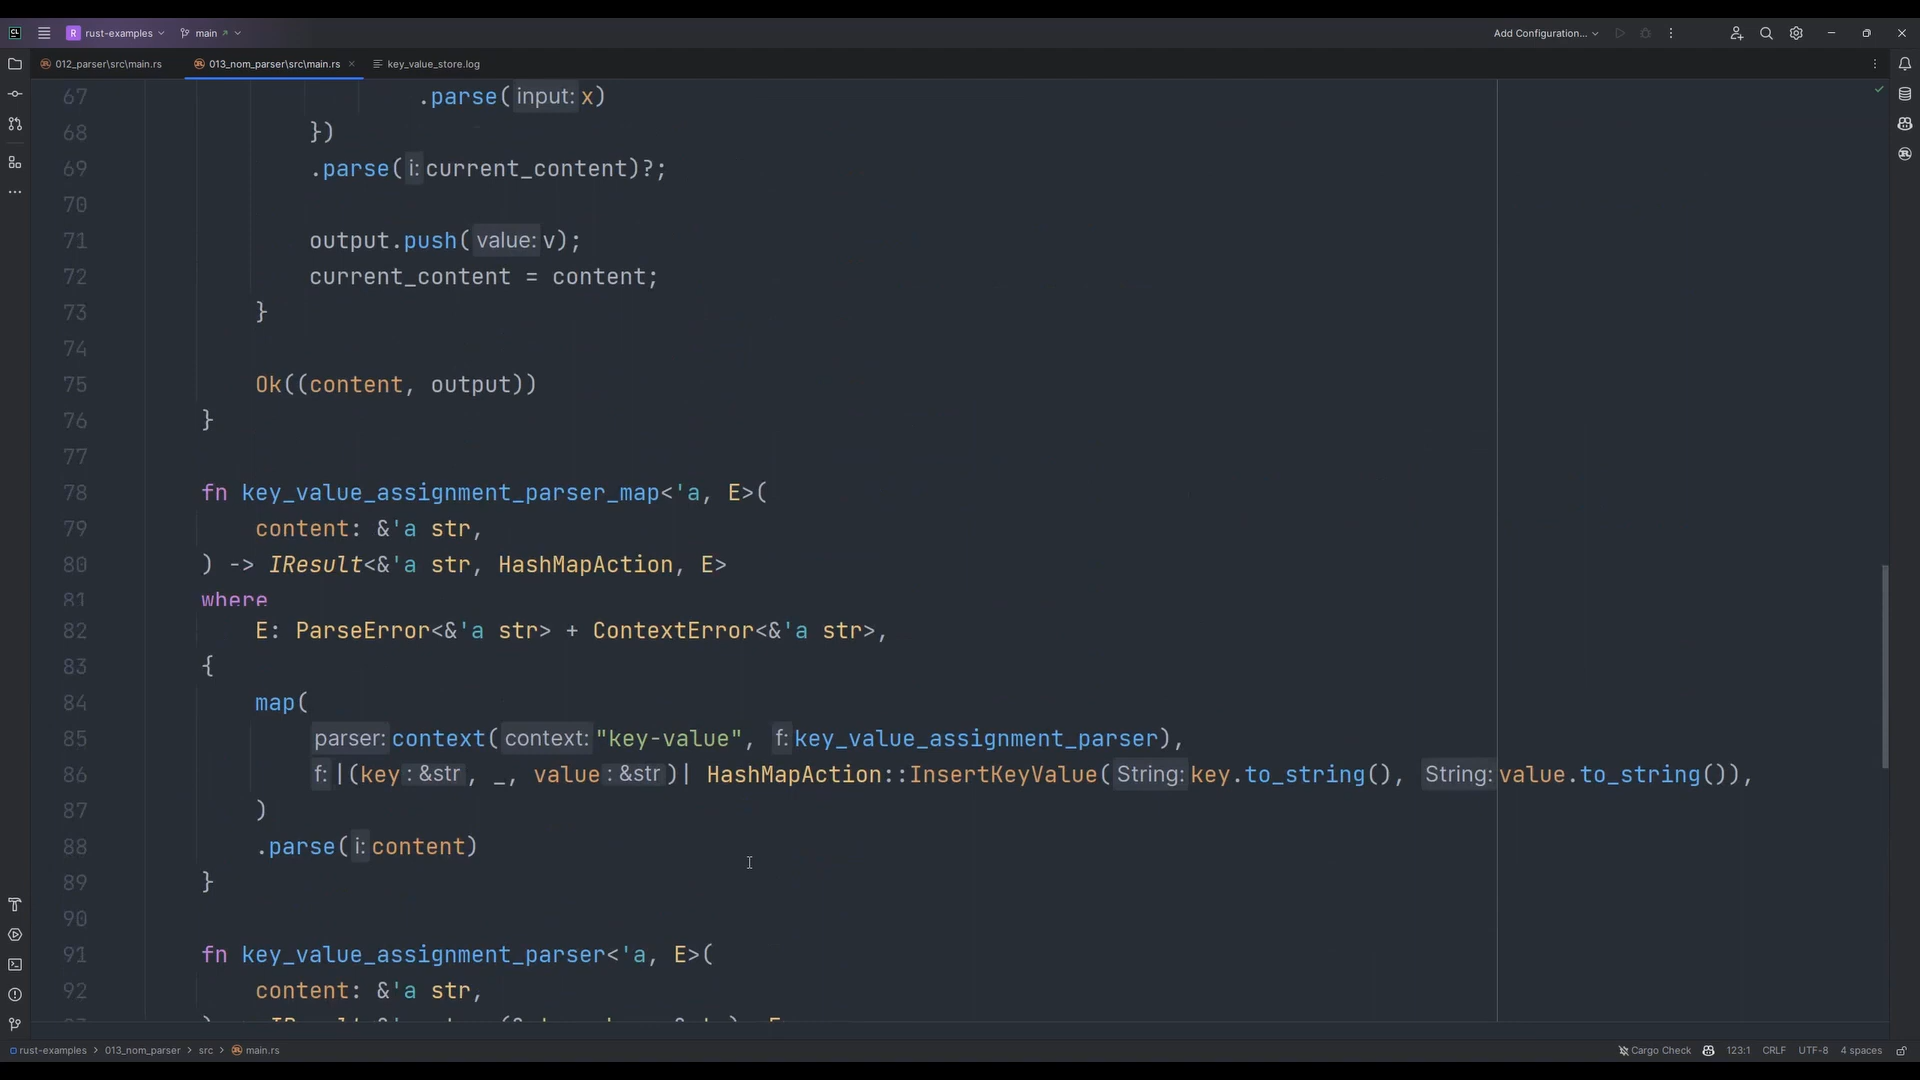 CL
R rust-examples main Add Configuration...
012_parser\src\main.rs 013_nom_parser\src\main.rs key_value_store.log
67 .parse( input: x)
68 })
69 .parse( i: current_content)?;
70
71 output.push( value: v);
72 current_content = content;
73 }
74
75 Ok((content, output))
76 }
77
78 fn key_value_assignment_parser_map<'a, E>(
79 content: &'a str,
80 ) -> IResult<&'a str, HashMapAction, E>
81 where
82 E: ParseError<&'a str> + ContextError<&'a str>,
83 {
84 map(
85 parser: context( context: "key-value", f: key_value_assignment_parser),
86 f: |(key : &str , _, value : &str )| HashMapAction::InsertKeyValue( String: key.to_string(), String: value.to_string()),
87 )
88 .parse( i: content)
89 }
90
91 fn key_value_assignment_parser<'a, E>(
92 content: &'a str,
rust-examples > 013_nom_parser > src > main.rs Cargo Check 123:1 CRLF UTF-8 4 spaces